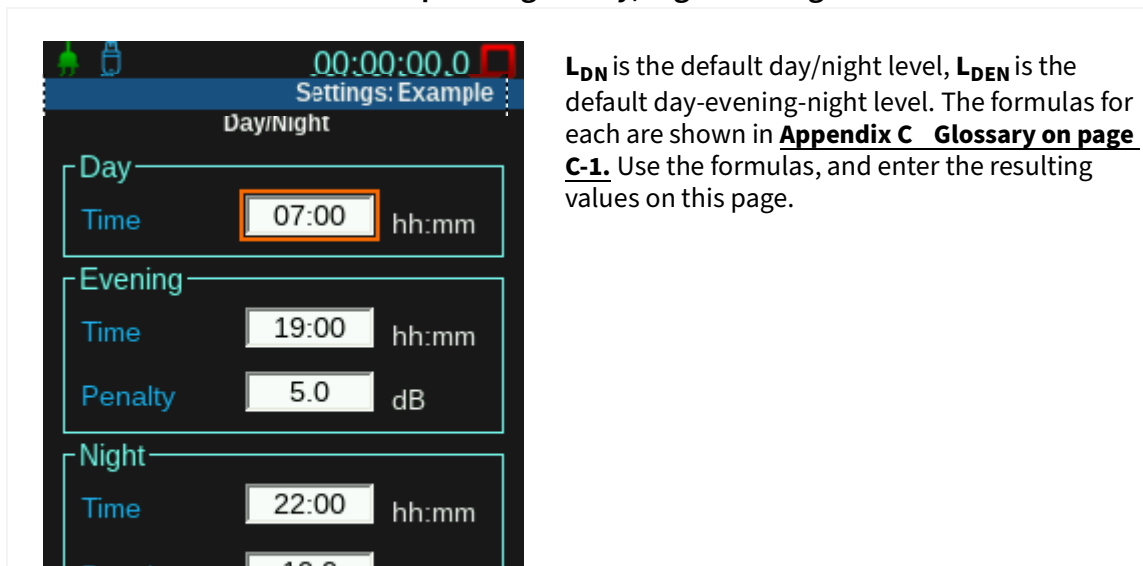 00:00:00.0
Settings: Example
Day/Night
Day
Time 07:00 hh:mm
Evening
Time 19:00 hh:mm
Penalty 5.0 dB
Night
Time 22:00 hh:mm
L_DN is the default day/night level, L_DEN is the
default day-evening-night level. The formulas for
each are shown in Appendix C Glossary on page
C-1. Use the formulas, and enter the resulting
values on this page.